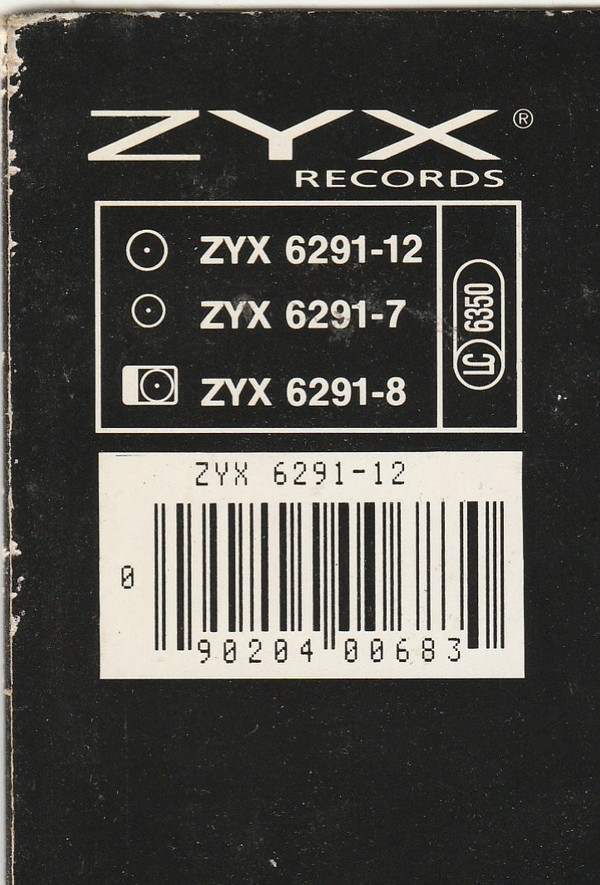 ZYX®
RECORDS
ZYX 6291-12
ZYX 6291-7
ZYX 6291-8
LC 6350
ZYX 6291-12
0 90204 00683